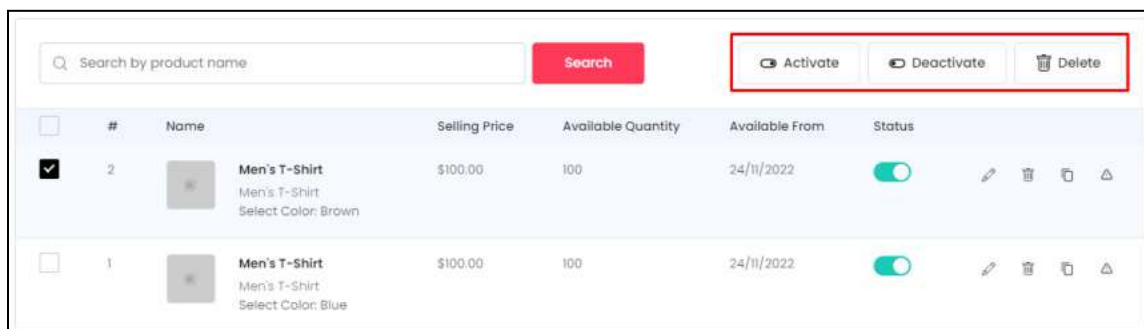 Search by product name
Search
Activate
Deactivate
Delete
# Name Selling Price Available Quantity Available From Status
2 Men's T-Shirt $100.00 100 24/11/2022
Men's T-Shirt
Select Color: Brown
1 Men's T-Shirt $100.00 100 24/11/2022
Men's T-Shirt
Select Color: Blue